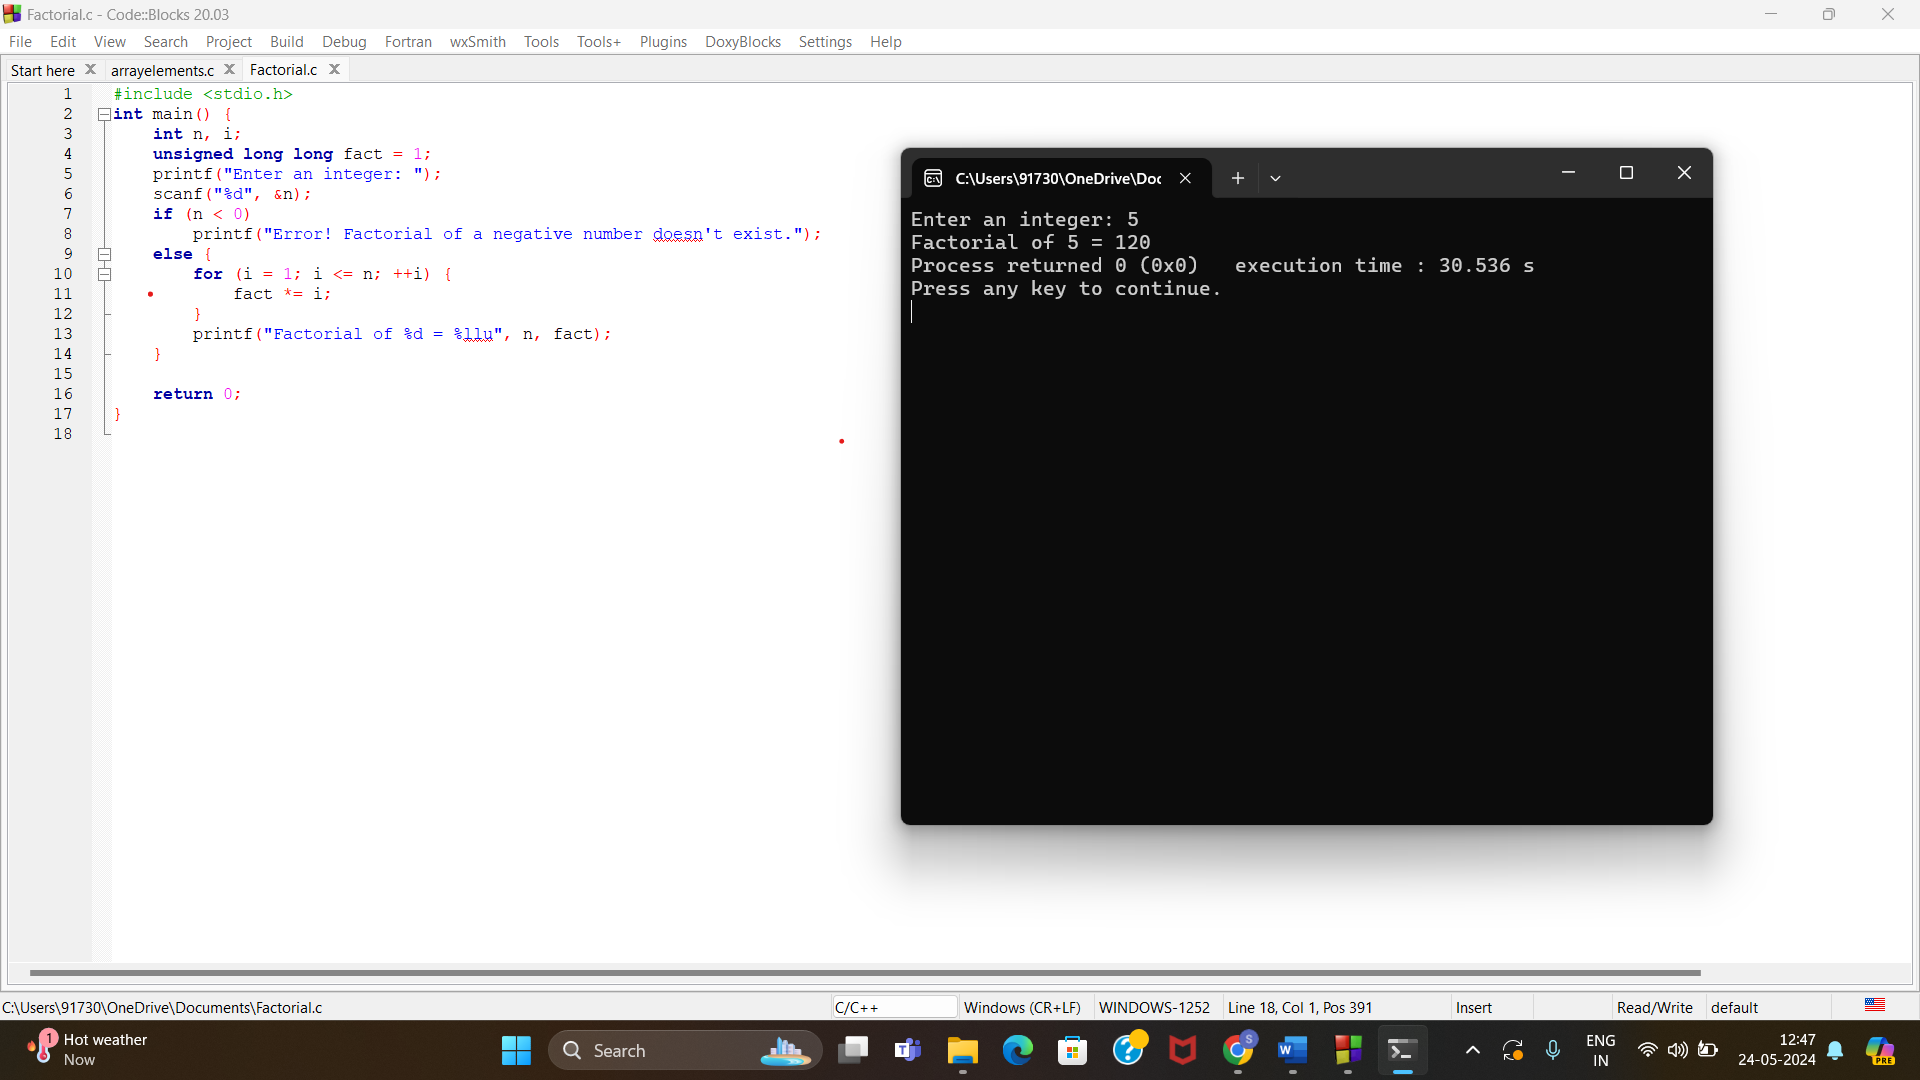 Factorial.c - Code::Blocks 20.03
File Edit View Search Project Build Debug Fortran wxSmith Tools Tools+ Plugins DoxyBlocks Settings Help
Start here arrayelements.c Factorial.c
1 #include <stdio.h>
2 int main() {
3 int n, i;
4 unsigned long long fact = 1;
5 printf("Enter an integer: ");
6 scanf("%d", &n);
7 if (n < 0)
8 printf("Error! Factorial of a negative number doesn't exist.");
9 else {
10 for (i = 1; i <= n; ++i) {
11 fact *= i;
12 }
13 printf("Factorial of %d = %llu", n, fact);
14 }
15
16 return 0;
17 }
18
C:\Users\91730\OneDrive\Doc
Enter an integer: 5
Factorial of 5 = 120
Process returned 0 (0x0) execution time : 30.536 s
Press any key to continue.
C:\Users\91730\OneDrive\Documents\Factorial.c C/C++ Windows (CR+LF) WINDOWS-1252 Line 18, Col 1, Pos 391 Insert Read/Write default
1 Hot weather
Now
Search
S
W
PRE
ENG
IN
12:47
24-05-2024